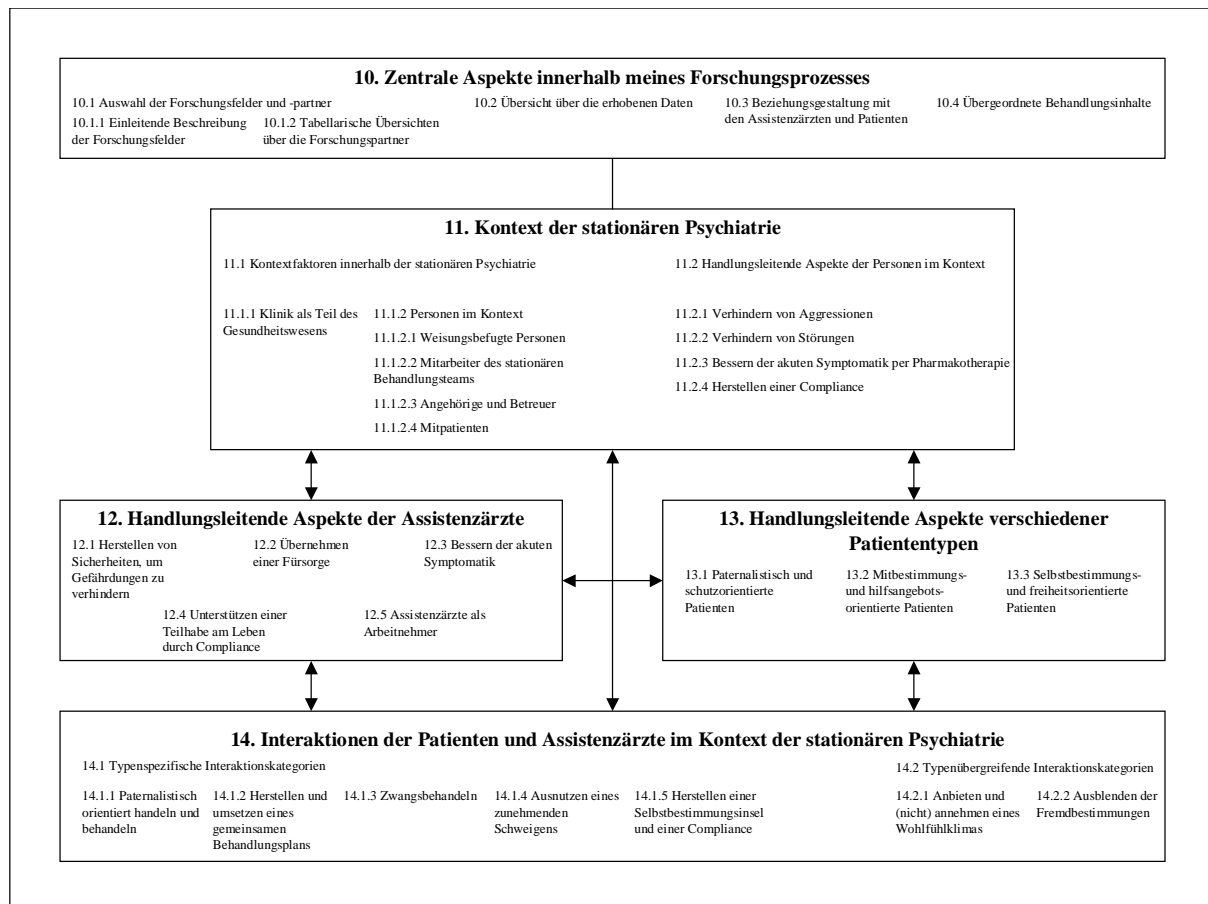 10. Zentrale Aspekte innerhalb meines Forschungsprozesses
10.1 Auswahl der Forschungsfelder und -partner
10.1.1 Einleitende Beschreibung
der Forschungsfelder
10.1.2 Tabellarische Übersichten
über die Forschungspartner
10.2 Übersicht über die erhobenen Daten
10.3 Beziehungsgestaltung mit
den Assistenzärzten und Patienten
10.4 Übergeordnete Behandlungsinhalte
11. Kontext der stationären Psychiatrie
11.1 Kontextfaktoren innerhalb der stationären Psychiatrie
11.1.1 Klinik als Teil des
Gesundheitswesens
11.1.2 Personen im Kontext
11.1.2.1 Weisungsbefugte Personen
11.1.2.2 Mitarbeiter des stationären
Behandlungsteams
11.1.2.3 Angehörige und Betreuer
11.1.2.4 Mitpatienten
11.2 Handlungsleitende Aspekte der Personen im Kontext
11.2.1 Verhindern von Aggressionen
11.2.2 Verhindern von Störungen
11.2.3 Bessern der akuten Symptomatik per Pharmakotherapie
11.2.4 Herstellen einer Compliance
12. Handlungsleitende Aspekte der Assistenzärzte
12.1 Herstellen von
Sicherheiten, um
Gefährdungen zu
verhindern
12.2 Übernehmen
einer Fürsorge
12.3 Bessern der akuten
Symptomatik
12.4 Unterstützen einer
Teilhabe am Leben
durch Compliance
12.5 Assistenzärzte als
Arbeitnehmer
13. Handlungsleitende Aspekte verschiedener
Patiententypen
13.1 Paternalistisch und
schutzorientierte
Patienten
13.2 Mitbestimmungs-
und hilfsangebots-
orientierte Patienten
13.3 Selbstbestimmungs-
und freiheitsorientierte
Patienten
14. Interaktionen der Patienten und Assistenzärzte im Kontext der stationären Psychiatrie
14.1 Typenspezifische Interaktionskategorien
14.1.1 Paternalistisch
orientiert handeln und
behandeln
14.1.2 Herstellen und
umsetzen eines
gemeinsamen
Behandlungsplans
14.1.3 Zwangsbehandeln
14.1.4 Ausnutzen eines
zunehmenden
Schweigens
14.1.5 Herstellen einer
Selbstbestimmungsinsel
und einer Compliance
14.2 Typenübergreifende Interaktionskategorien
14.2.1 Anbieten und
(nicht) annehmen eines
Wohlfühlklimas
14.2.2 Ausblenden der
Fremdbestimmungen